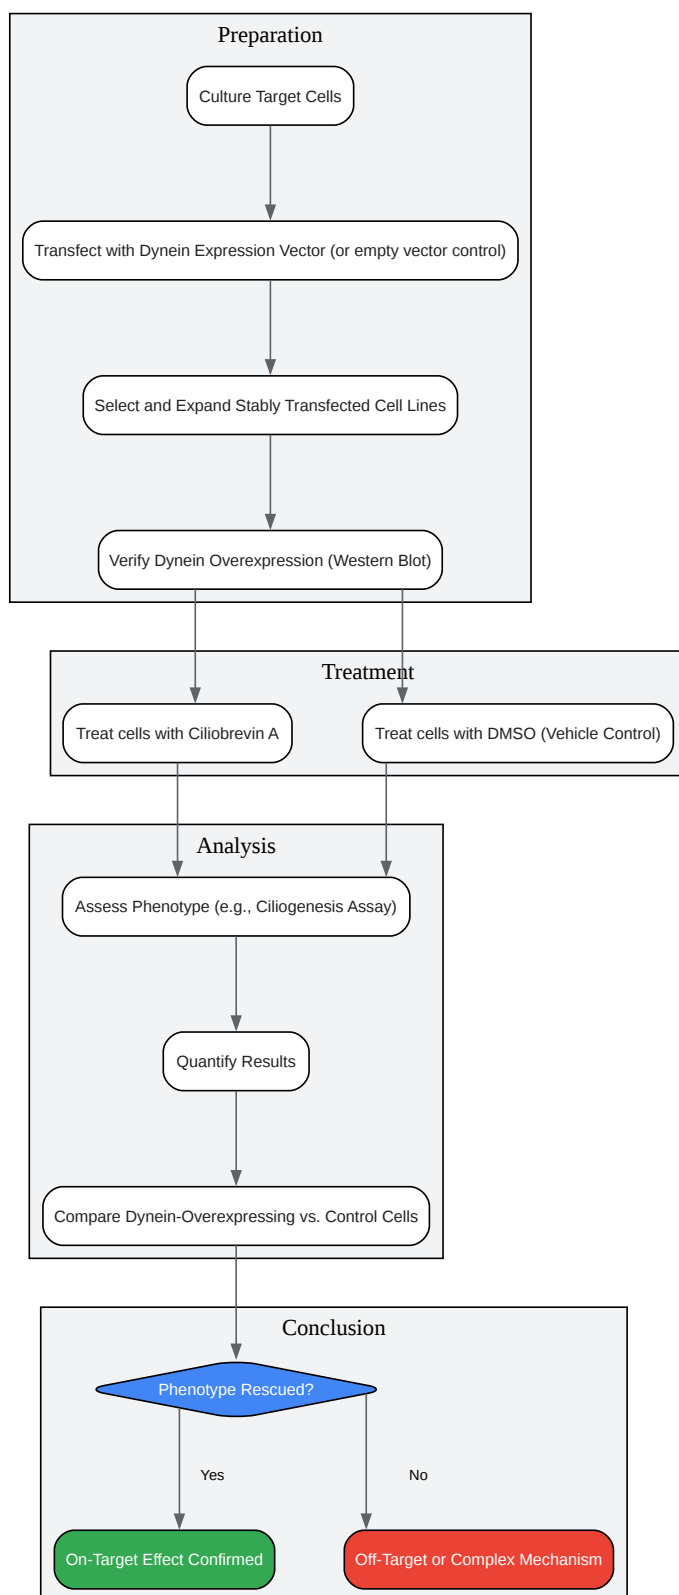 Preparation
Culture Target Cells
Transfect with Dynein Expression Vector (or empty vector control)
Select and Expand Stably Transfected Cell Lines
Verify Dynein Overexpression (Western Blot)
Treatment
Treat cells with Ciliobrevin A
Treat cells with DMSO (Vehicle Control)
Analysis
Assess Phenotype (e.g., Ciliogenesis Assay)
Quantify Results
Compare Dynein-Overexpressing vs. Control Cells
Conclusion
Phenotype Rescued?
Yes
No
On-Target Effect Confirmed
Off-Target or Complex Mechanism